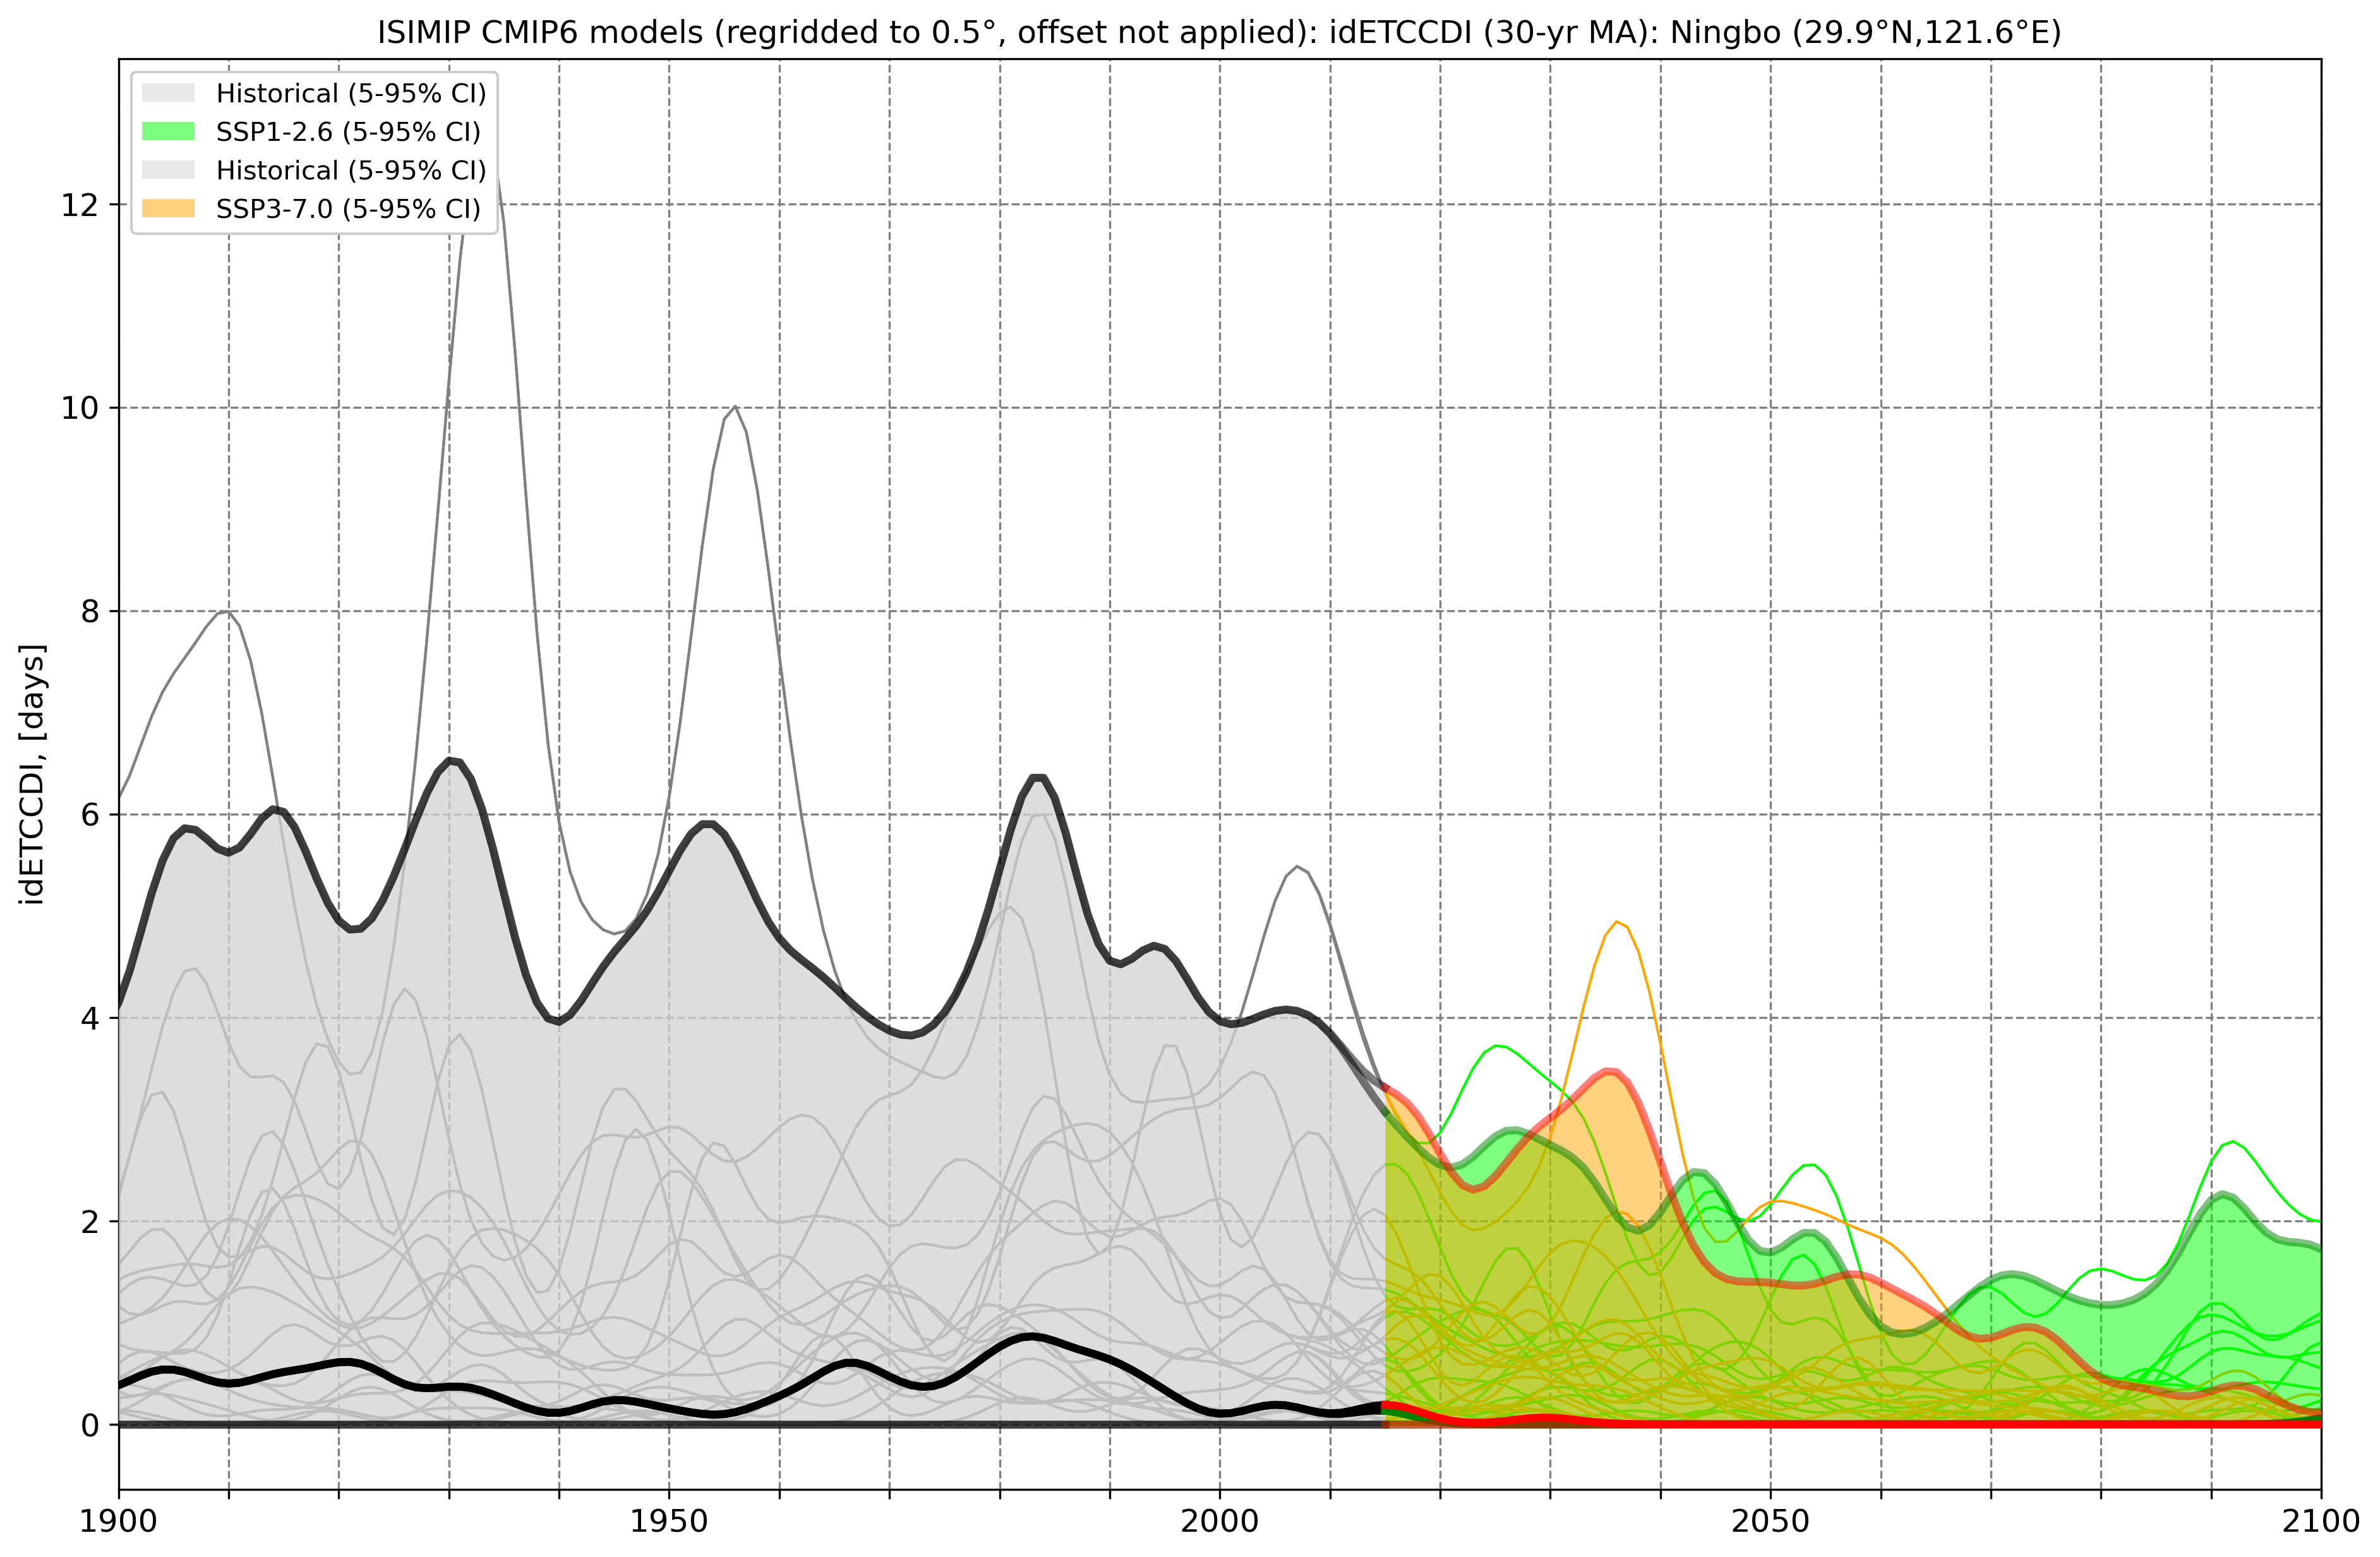 ISIMIP CMIP6 models (regridded to 0.5°, offset not applied): idETCCDI (30-yr MA): Ningbo (29.9°N,121.6°E)
Historical (5-95% CI)
SSP1-2.6 (5-95% CI)
Historical (5-95% CI)
SSP3-7.0 (5-95% CI)
idETCCDI, [days]
12
10
8
6
4
2
0
1900
1950
2000
2050
2100